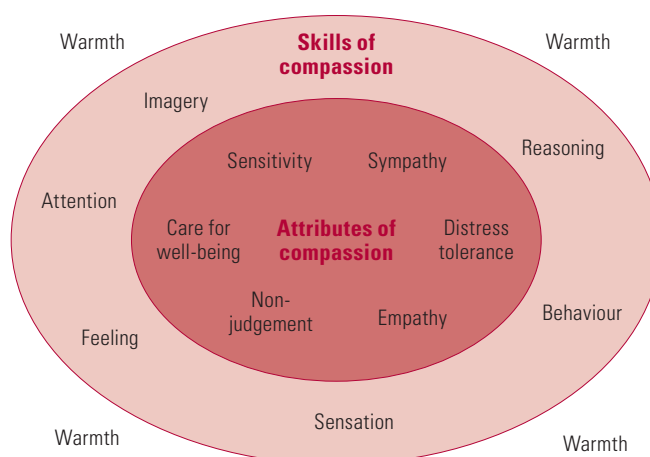 Warmth
Skills of
compassion
Warmth
Imagery
Reasoning
Sensitivity
Sympathy
Attention
Care for
well-being
Attributes of
compassion
Distress
tolerance
Non-
judgement
Empathy
Behaviour
Feeling
Sensation
Warmth
Warmth